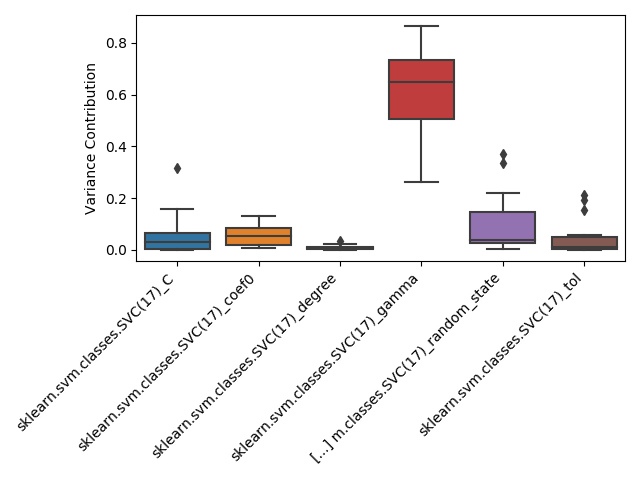 Variance Contribution
0.8
0.6
0.4
0.2
0.0
sklearn.svm.classes.SVC(17)_C
sklearn.svm.classes.SVC(17)_coef0
sklearn.svm.classes.SVC(17)_degree
sklearn.svm.classes.SVC(17)_gamma
[...] m.classes.SVC(17)_random_state
sklearn.svm.classes.SVC(17)_tol